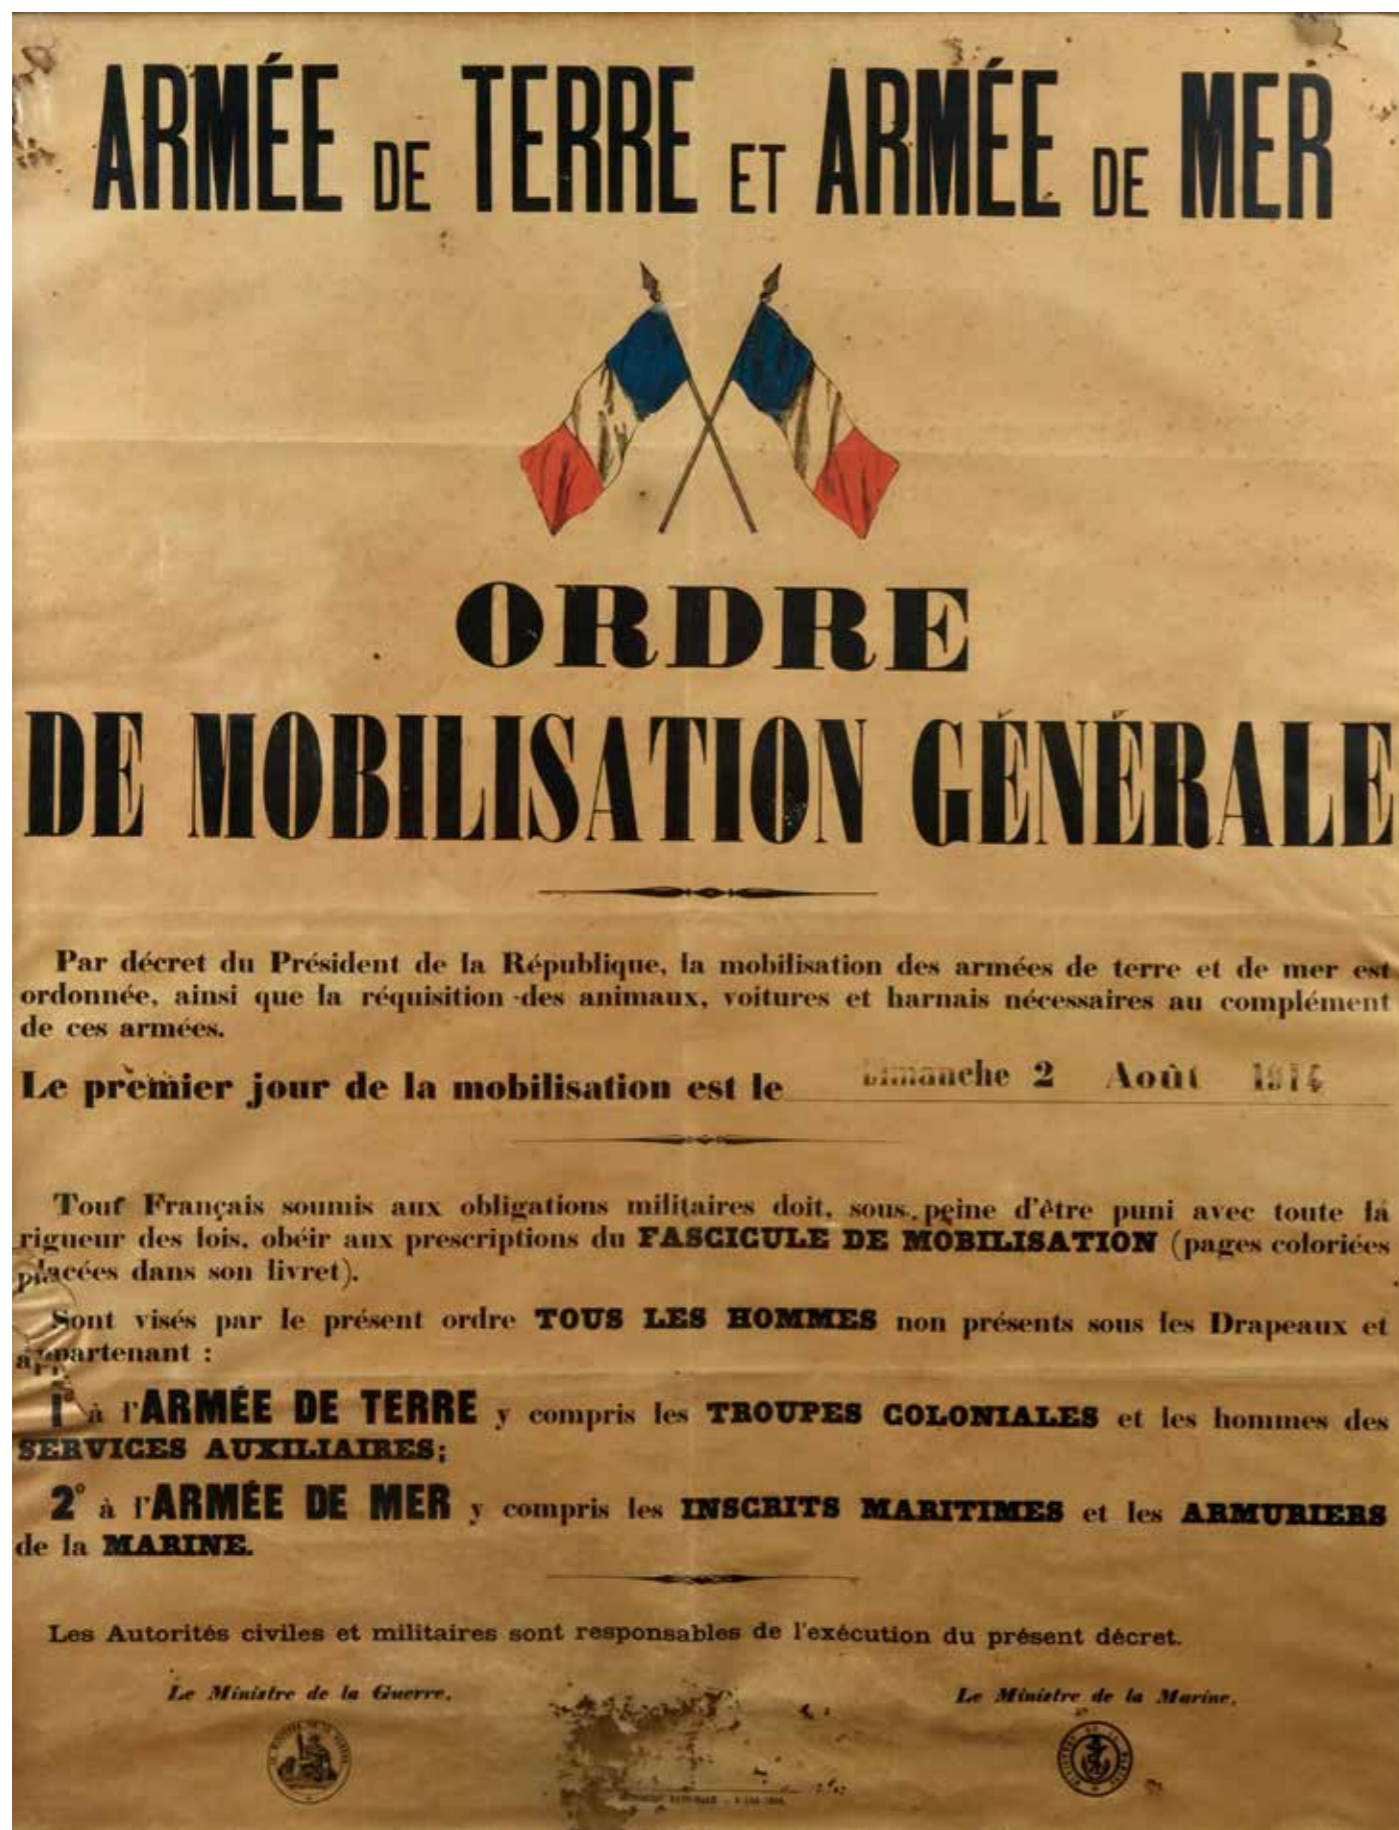 ARMÉE DE TERRE ET ARMÉE DE MER
ORDRE
DE MOBILISATION GÉNÉRALE
Par décret du Président de la République, la mobilisation des armées de terre et de mer est
ordonnée, ainsi que la réquisition des animaux, voitures et harnais nécessaires au complément
de ces armées.
Le premier jour de la mobilisation est le Dimanche 2 Août 1914
Tout Français soumis aux obligations militaires doit, sous peine d'être puni avec toute la
rigueur des lois, obéir aux prescriptions du FASCICULE DE MOBILISATION (pages coloriées
placées dans son livret).
Sont visés par le présent ordre TOUS LES HOMMES non présents sous les Drapeaux et
appartenant :
1° à l'ARMÉE DE TERRE y compris les TROUPES COLONIALES et les hommes des
SERVICES AUXILIAIRES;
2° à l'ARMÉE DE MER y compris les INSCRITS MARITIMES et les ARMURIERS
de la MARINE.
Les Autorités civiles et militaires sont responsables de l'exécution du présent décret.
Le Ministre de la Guerre,
Le Ministre de la Marine,
MINISTÈRE DE LA MARINE